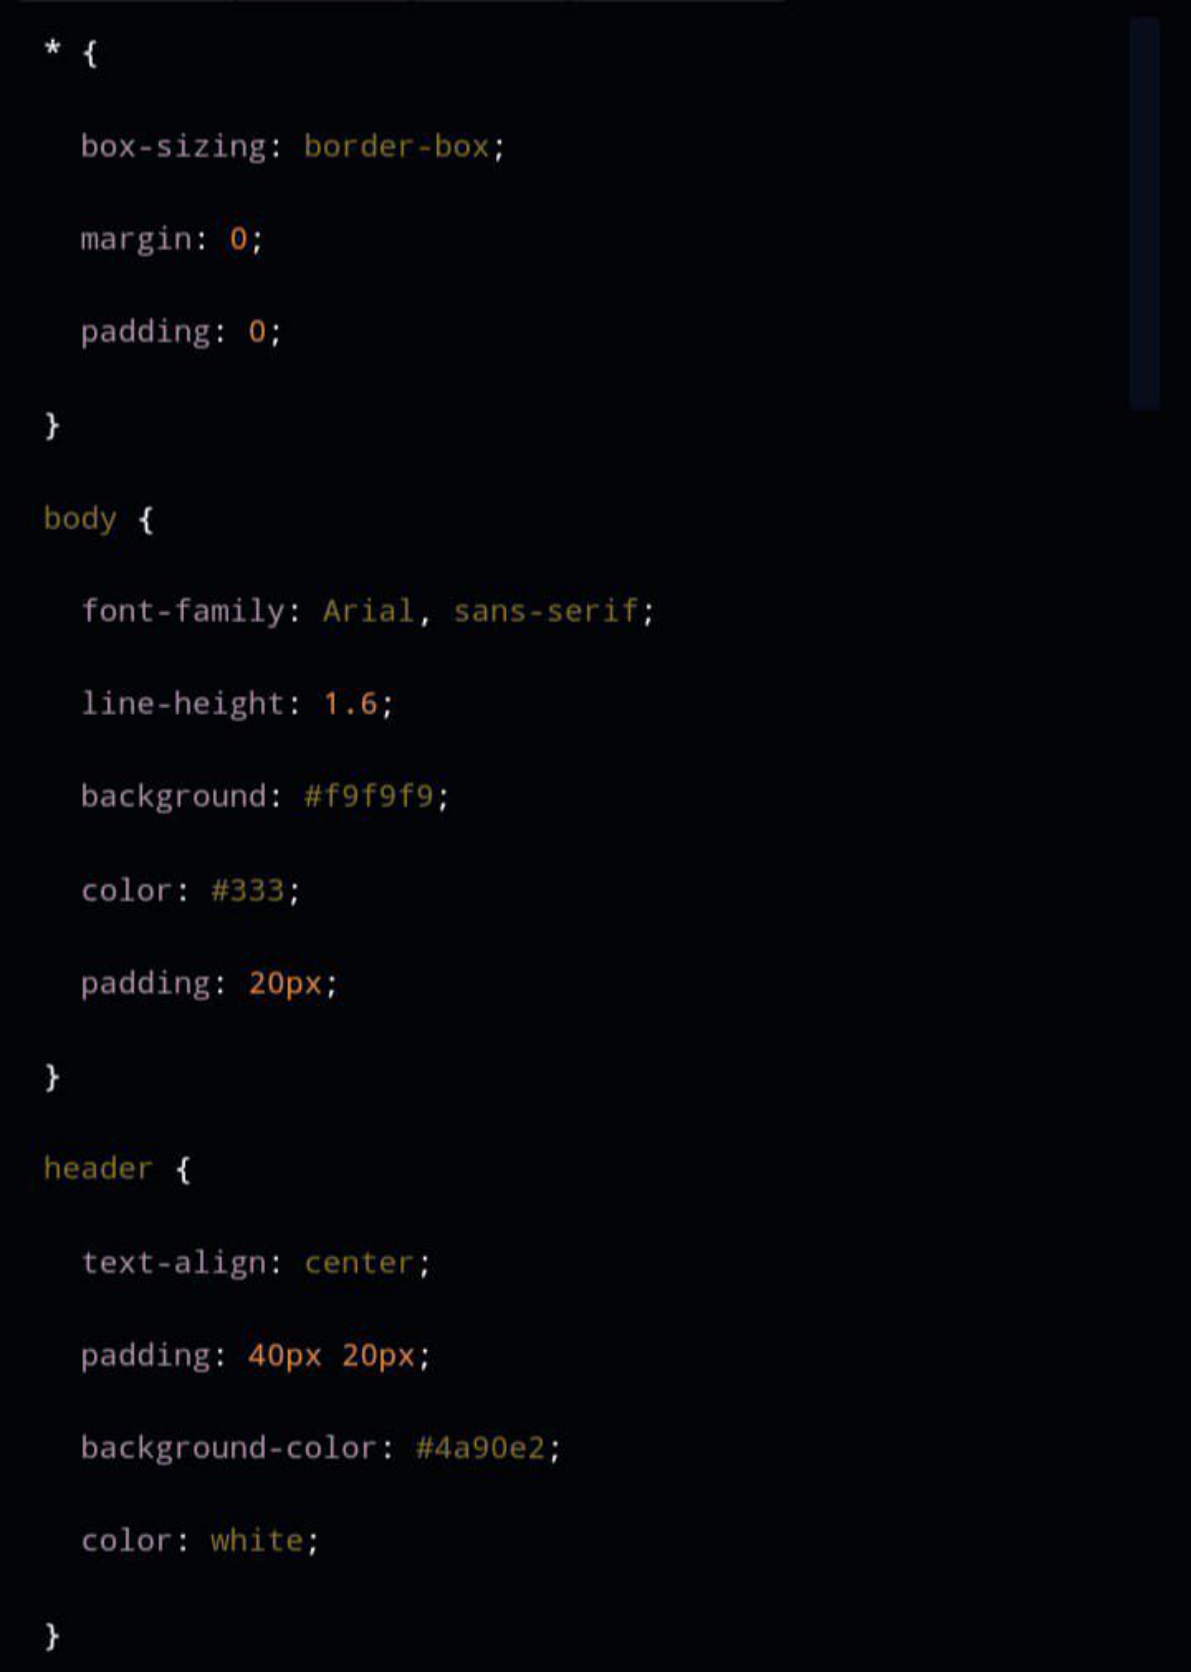 * {
  box-sizing: border-box;
  margin: 0;
  padding: 0;
}
body {
  font-family: Arial, sans-serif;
  line-height: 1.6;
  background: #f9f9f9;
  color: #333;
  padding: 20px;
}
header {
  text-align: center;
  padding: 40px 20px;
  background-color: #4a90e2;
  color: white;
}